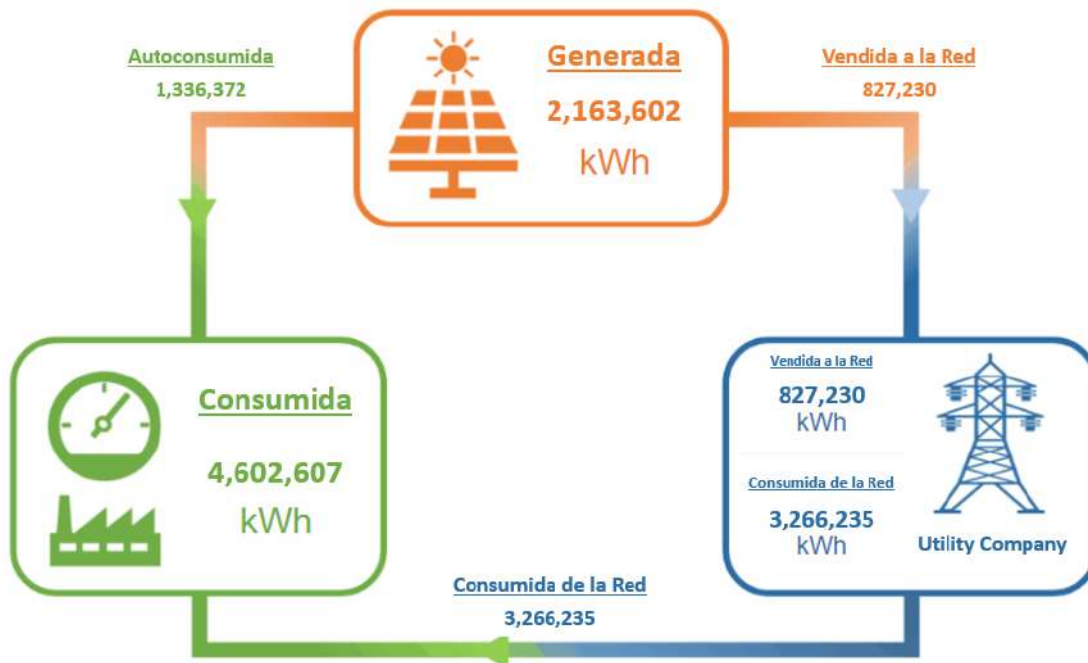 Autoconsumida
1,336,372
Generada
2,163,602
kWh
Vendida a la Red
827,230
Consumida
4,602,607
kWh
Vendida a la Red
827,230
kWh
Consumida de la Red
3,266,235
kWh
Utility Company
Consumida de la Red
3,266,235